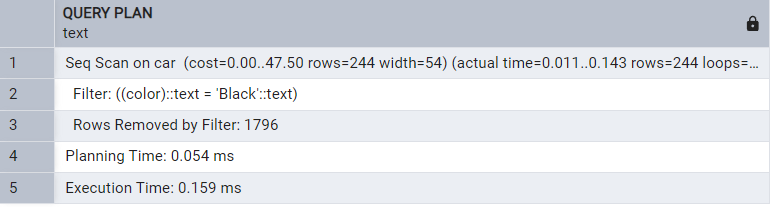 QUERY PLAN
text
1 Seq Scan on car (cost=0.00..47.50 rows=244 width=54) (actual time=0.011..0.143 rows=244 loops=...
2 Filter: ((color)::text = 'Black'::text)
3 Rows Removed by Filter: 1796
4 Planning Time: 0.054 ms
5 Execution Time: 0.159 ms